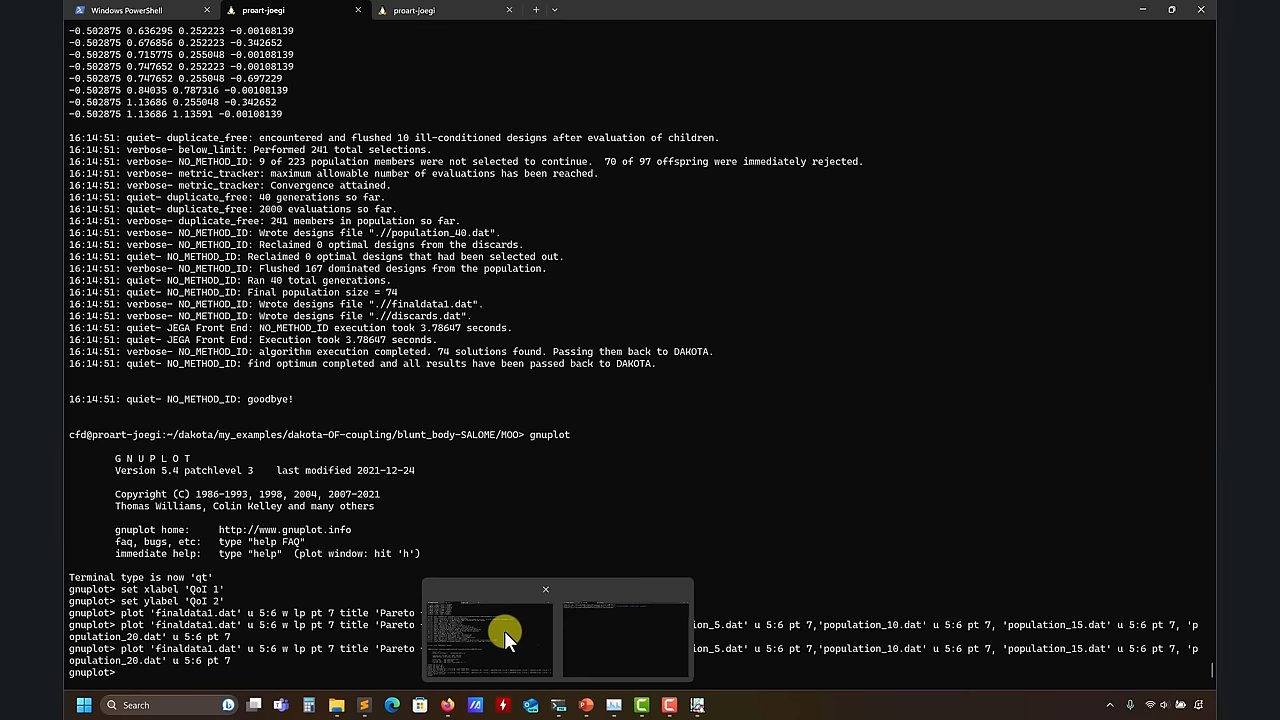 Windows PowerShell
proart-joegi
proart-joegi
-0.502875 0.636295 0.252223 -0.00108139
-0.502875 0.676856 0.252223 -0.342652
-0.502875 0.715775 0.255048 -0.00108139
-0.502875 0.747652 0.252223 -0.00108139
-0.502875 0.747652 0.255048 -0.697229
-0.502875 0.84035 0.787316 -0.00108139
-0.502875 1.13686 0.255048 -0.342652
-0.502875 1.13686 1.13591 -0.00108139
16:14:51: quiet- duplicate_free: encountered and flushed 10 ill-conditioned designs after evaluation of children.
16:14:51: verbose- below_limit: Performed 241 total selections.
16:14:51: verbose- NO_METHOD_ID: 9 of 223 population members were not selected to continue.  70 of 97 offspring were immediately rejected.
16:14:51: verbose- metric_tracker: maximum allowable number of evaluations has been reached.
16:14:51: verbose- metric_tracker: Convergence attained.
16:14:51: quiet- duplicate_free: 40 generations so far.
16:14:51: quiet- duplicate_free: 2000 evaluations so far.
16:14:51: verbose- duplicate_free: 241 members in population so far.
16:14:51: verbose- NO_METHOD_ID: Wrote designs file ".//population_40.dat".
16:14:51: verbose- NO_METHOD_ID: Reclaimed 0 optimal designs from the discards.
16:14:51: quiet- NO_METHOD_ID: Reclaimed 0 optimal designs that had been selected out.
16:14:51: verbose- NO_METHOD_ID: Flushed 167 dominated designs from the population.
16:14:51: quiet- NO_METHOD_ID: Ran 40 total generations.
16:14:51: quiet- NO_METHOD_ID: Final population size = 74
16:14:51: verbose- NO_METHOD_ID: Wrote designs file ".//finaldata1.dat".
16:14:51: verbose- NO_METHOD_ID: Wrote designs file ".//discards.dat".
16:14:51: quiet- JEGA Front End: NO_METHOD_ID execution took 3.78647 seconds.
16:14:51: quiet- JEGA Front End: Execution took 3.78647 seconds.
16:14:51: verbose- NO_METHOD_ID: algorithm execution completed. 74 solutions found. Passing them back to DAKOTA.
16:14:51: quiet- NO_METHOD_ID: find optimum completed and all results have been passed back to DAKOTA.
16:14:51: quiet- NO_METHOD_ID: goodbye!
cfd@proart-joegi:~/dakota/my_examples/dakota-OF-coupling/blunt_body-SALOME/MOO> gnuplot
G N U P L O T
Version 5.4 patchlevel 3    last modified 2021-12-24
Copyright (C) 1986-1993, 1998, 2004, 2007-2021
Thomas Williams, Colin Kelley and many others
gnuplot home:     http://www.gnuplot.info
faq, bugs, etc:   type "help FAQ"
immediate help:   type "help"  (plot window: hit 'h')
Terminal type is now 'qt'
gnuplot> set xlabel 'QoI 1'
gnuplot> set ylabel 'QoI 2'
gnuplot> plot 'finaldata1.dat' u 5:6 w lp pt 7 title 'Pareto
gnuplot> plot 'finaldata1.dat' u 5:6 w lp pt 7 title 'Pareto ion_5.dat' u 5:6 pt 7,'population_10.dat' u 5:6 pt 7, 'population_15.dat' u 5:6 pt 7, 'p
opulation_20.dat' u 5:6 pt 7
gnuplot> plot 'finaldata1.dat' u 5:6 w lp pt 7 title 'Pareto ion_5.dat' u 5:6 pt 7,'population_10.dat' u 5:6 pt 7, 'population_15.dat' u 5:6 pt 7, 'p
opulation_20.dat' u 5:6 pt 7
gnuplot>
Search